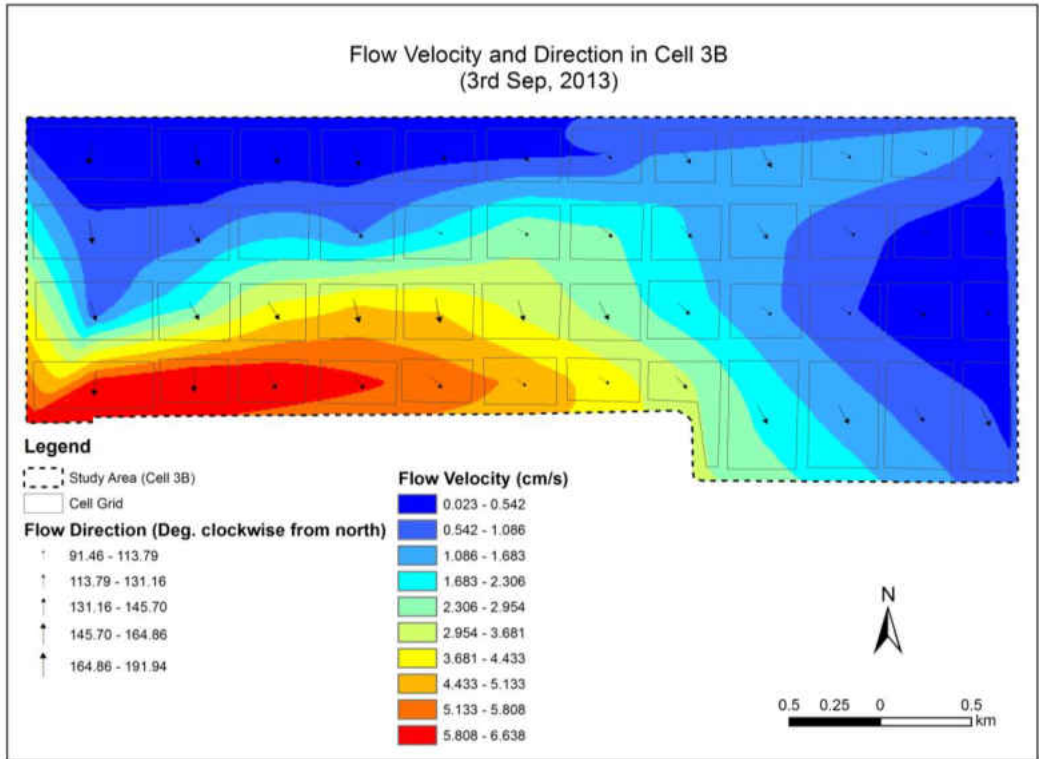 Flow Velocity and Direction in Cell 3B
(3rd Sep, 2013)
Legend
Study Area (Cell 3B)
Cell Grid
Flow Direction (Deg. clockwise from north)
91.46 - 113.79
113.79 - 131.16
131.16 - 145.70
145.70 - 164.86
164.86 - 191.94
Flow Velocity (cm/s)
0.023 - 0.542
0.542 - 1.086
1.086 - 1.683
1.683 - 2.306
2.306 - 2.954
2.954 - 3.681
3.681 - 4.433
4.433 - 5.133
5.133 - 5.808
5.808 - 6.638
N
0.5 0.25 0 0.5
km